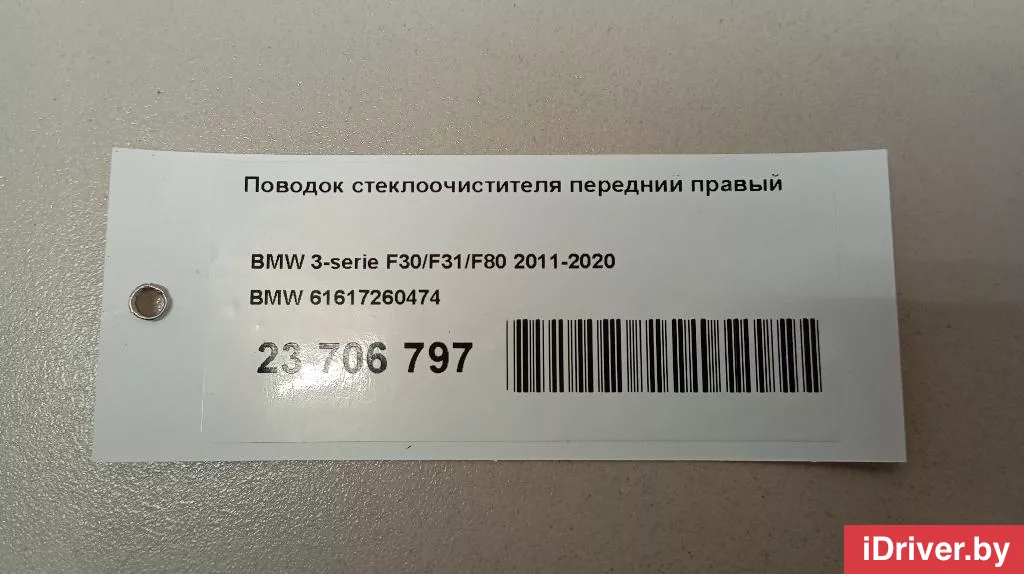 Поводок стеклоочистителя передний правый
BMW 3-serie F30/F31/F80 2011-2020
BMW 61617260474
23 706 797
iDriver.by